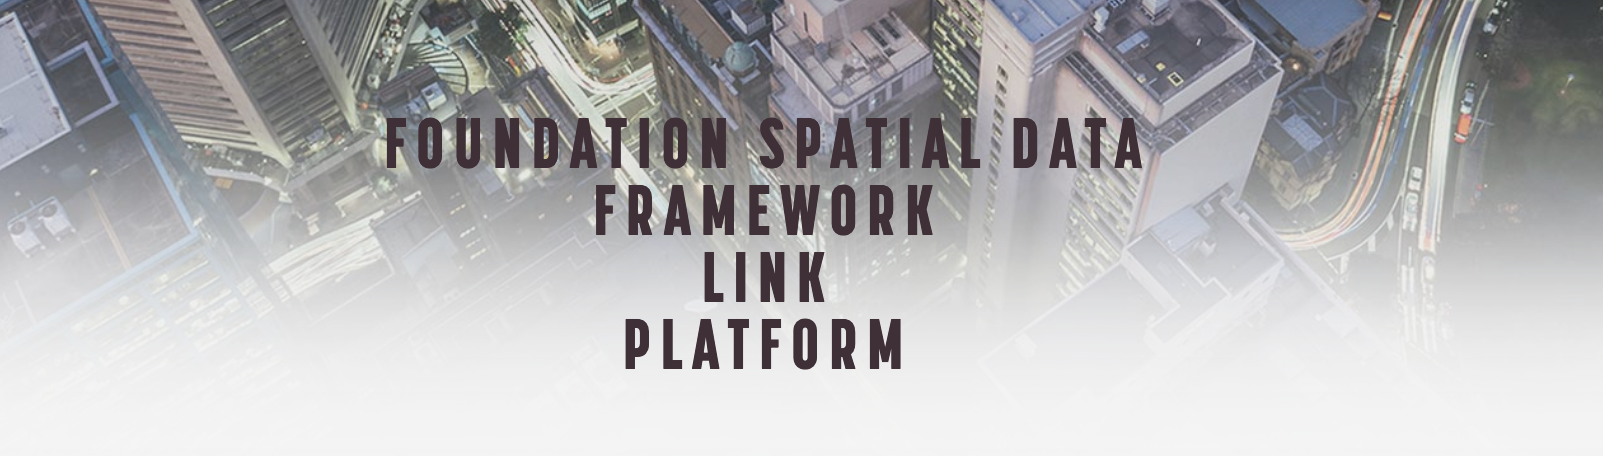 FOUNDATION SPATIAL DATA
FRAMEWORK
LINK
PLATFORM